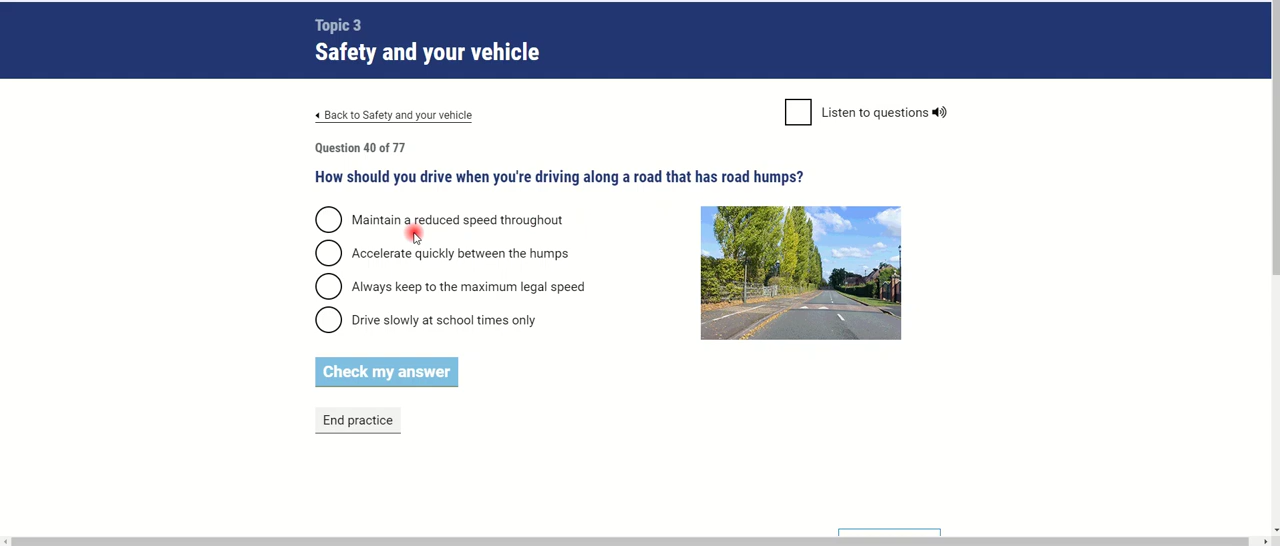 Topic 3
Safety and your vehicle
Back to Safety and your vehicle
Listen to questions
Question 40 of 77
How should you drive when you're driving along a road that has road humps?
Maintain a reduced speed throughout
Accelerate quickly between the humps
Always keep to the maximum legal speed
Drive slowly at school times only
Check my answer
End practice